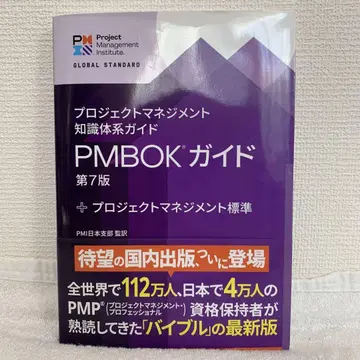 Project
Management
Institute.
GLOBAL STANDARD
プロジェクトマネジメント
知識体系ガイド
PMBOK®ガイド
第7版
+ プロジェクトマネジメント標準
PMI日本支部 監訳
待望の国内出版、ついに登場
全世界で112万人、日本で4万人の
PMP®(プロジェクトマネジメント・プロフェッショナル)資格保持者が
熟読してきた「バイブル」の最新版